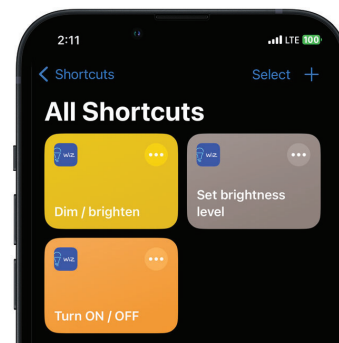 2:11
LTE 100
Shortcuts
Select +
All Shortcuts
WiZ
Dim / brighten
WiZ
Set brightness
level
WiZ
Turn ON / OFF